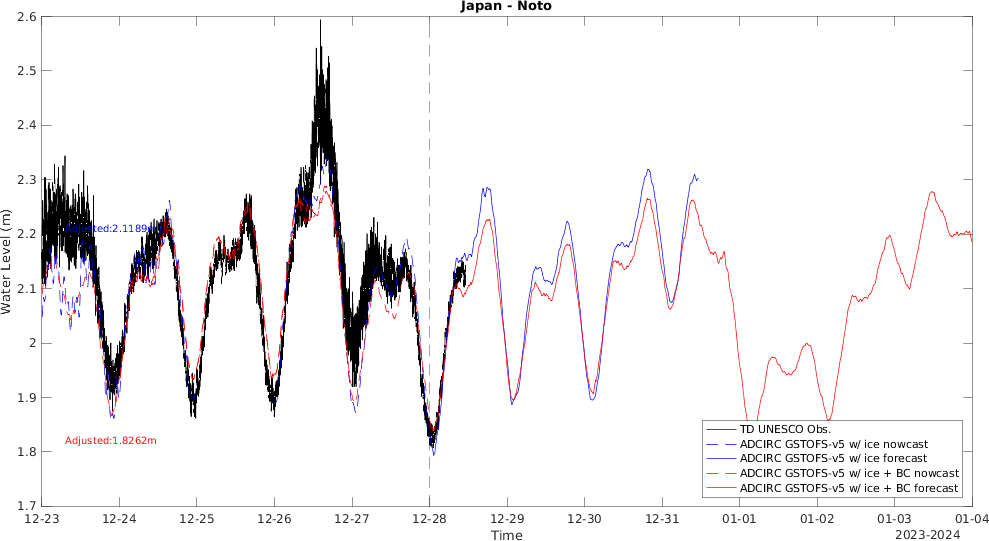 Japan - Noto
2.6
2.5
2.4
2.3
2.2
2.1
2
1.9
1.8
1.7
Water Level (m)
Adjusted:2.1189m
Adjusted:1.8262m
TD UNESCO Obs.
ADCIRC GSTOFS-v5 w/ ice nowcast
ADCIRC GSTOFS-v5 w/ ice forecast
ADCIRC GSTOFS-v5 w/ ice + BC nowcast
ADCIRC GSTOFS-v5 w/ ice + BC forecast
12-23 12-24 12-25 12-26 12-27 12-28 12-29 12-30 12-31 01-01 01-02 01-03 01-04
Time
2023-2024